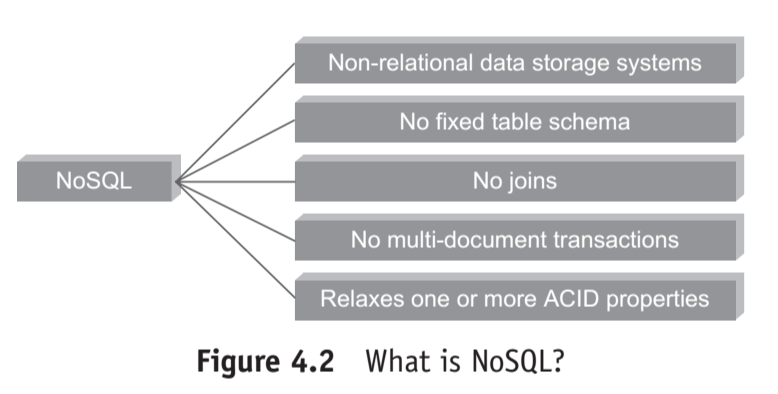 Non-relational data storage systems
No fixed table schema
NoSQL
No joins
No multi-document transactions
Relaxes one or more ACID properties
Figure 4.2 What is NoSQL?